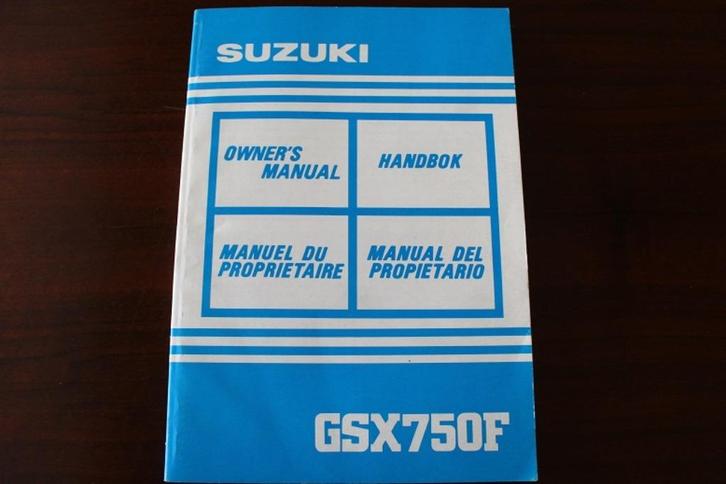 SUZUKI
OWNER'S
MANUAL
HANDBOK
MANUEL DU
PROPRIETAIRE
MANUAL DEL
PROPIETARIO
GSX750F